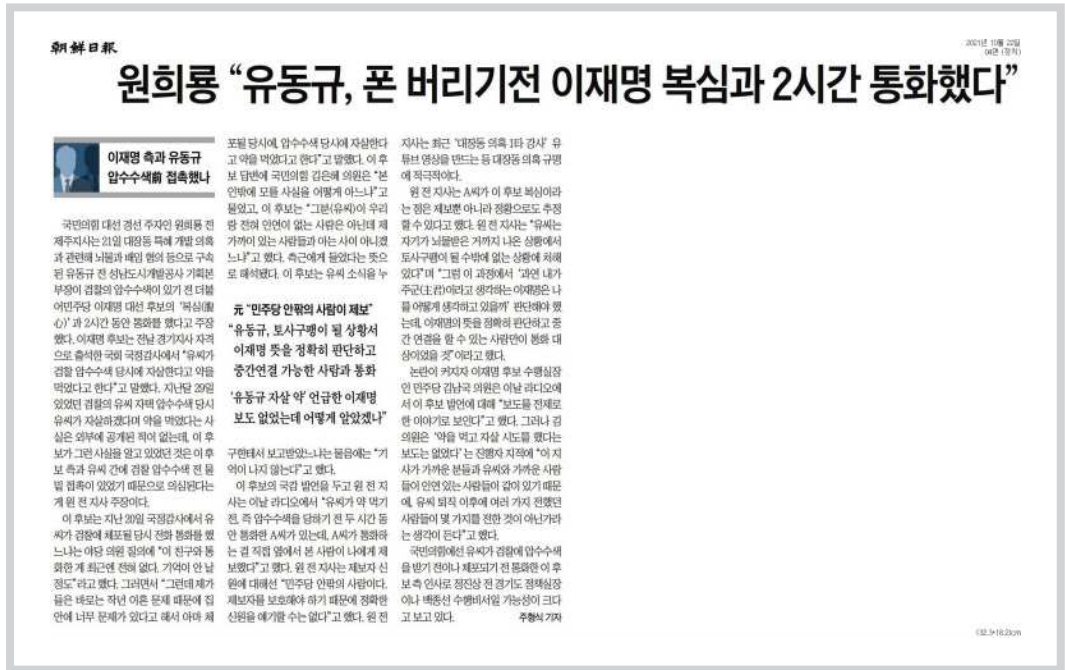 朝鮮日報
2021년 10월 22일
04면 (정치)
원희룡 “유동규, 폰 버리기전 이재명 복심과 2시간 통화했다”
이재명 측과 유동규
압수수색前 접촉했나
국민의힘 대선 경선 주자인 원희룡 전
제주지사는 21일 대장동 특혜 개발 의혹
과 관련해 뇌물과 배임 혐의 등으로 구속
된 유동규 전 성남도시개발공사 기획본
부장이 검찰의 압수수색이 있기 전 더불
어민주당 이재명 대선 후보의 ‘복심(腹
心)’과 2시간 동안 통화를 했다고 주장
했다. 이재명 후보는 전날 경기지사 자격
으로 출석한 국회 국정감사에서 “유씨가
검찰 압수수색 당시에 자살한다고 약을
먹었다고 한다”고 말했다. 지난달 29일
있었던 검찰의 유씨 자택 압수수색 당시
유씨가 자살하겠다며 약을 먹었다는 사
실은 외부에 공개된 적이 없는데, 이 후
보가 그런 사실을 알고 있었던 것은 이 후
보 측과 유씨 간에 검찰 압수수색 전 물
밑 접촉이 있었기 때문으로 의심된다는
게 원 전 지사 주장이다.
이 후보는 지난 20일 국정감사에서 유
씨가 검찰에 체포될 당시 전화 통화를 했
느냐는 야당 의원 질의에 “이 친구와 통
화한 게 최근엔 전혀 없다. 기억이 안 날
정도”라고 했다. 그러면서 “그런데 제가
들은 바로는 작년 이혼 문제 때문에 집
안에 너무 문제가 있다고 해서 아마 체
포될 당시에, 압수수색 당시에 자살한다
고 약을 먹었다고 한다”고 말했다. 이 후
보 답변에 국민의힘 김은혜 의원은 “본
인밖에 모를 사실을 어떻게 아느냐”고
물었고, 이 후보는 “그분(유씨)이 우리
랑 전혀 인연이 없는 사람은 아닌데 제
가까이 있는 사람들과 아는 사이 아니겠
느냐”고 했다. 측근에게 들었다는 뜻으
로 해석됐다. 이 후보는 유씨 소식을 누
元 “민주당 안팎의 사람이 제보”
“유동규, 토사구팽이 될 상황서
이재명 뜻을 정확히 판단하고
중간연결 가능한 사람과 통화
‘유동규 자살 약’ 언급한 이재명
보도 없었는데 어떻게 알았겠나”
구한테서 보고받았느냐는 물음에는 “기
억이 나지 않는다”고 했다.
이 후보의 국감 발언을 두고 원 전 지
사는 이날 라디오에서 “유씨가 약 먹기
전, 즉 압수수색을 당하기 전 두 시간 동
안 통화한 A씨가 있는데, A씨가 통화하
는 걸 직접 옆에서 본 사람이 나에게 제
보했다”고 했다. 원 전 지사는 제보자 신
원에 대해선 “민주당 안팎의 사람이다.
제보자를 보호해야 하기 때문에 정확한
신원을 얘기할 수는 없다”고 했다. 원 전
지사는 최근 ‘대장동 의혹 1타 강사’ 유
튜브 영상을 만드는 등 대장동 의혹 규명
에 적극적이다.
원 전 지사는 A씨가 이 후보 복심이라
는 점은 제보뿐 아니라 정황으로도 추정
할 수 있다고 했다. 원 전 지사는 “유씨는
자기가 뇌물받은 거까지 나온 상황에서
토사구팽이 될 수밖에 없는 상황에 처해
있다”며 “그럼 이 과정에서 ‘과연 내가
주군(主君)이라고 생각하는 이재명은 나
를 어떻게 생각하고 있을까’ 판단해야 했
는데, 이재명의 뜻을 정확히 판단하고 중
간 연결을 할 수 있는 사람만이 통화 대
상이었을 것”이라고 했다.
논란이 커지자 이재명 후보 수행실장
인 민주당 김남국 의원은 이날 라디오에
서 이 후보 발언에 대해 “보도를 전제로
한 이야기로 보인다”고 했다. 그러나 김
의원은 ‘약을 먹고 자살 시도를 했다는
보도는 없었다’는 진행자 지적에 “이 지
사가 가까운 분들과 유씨와 가까운 사람
들이 인연 있는 사람들이 같이 있기 때문
에, 유씨 퇴직 이후에 여러 가지 전했던
사람들이 몇 가지를 전한 것이 아닌가라
는 생각이 든다”고 했다.
국민의힘에선 유씨가 검찰에 압수수색
을 받기 전이나 체포되기 전 통화한 이 후
보 측 인사로 정진상 전 경기도 정책실장
이나 백종선 수행비서일 가능성이 크다
고 보고 있다. 주형식 기자
(32.3*18.2)cm